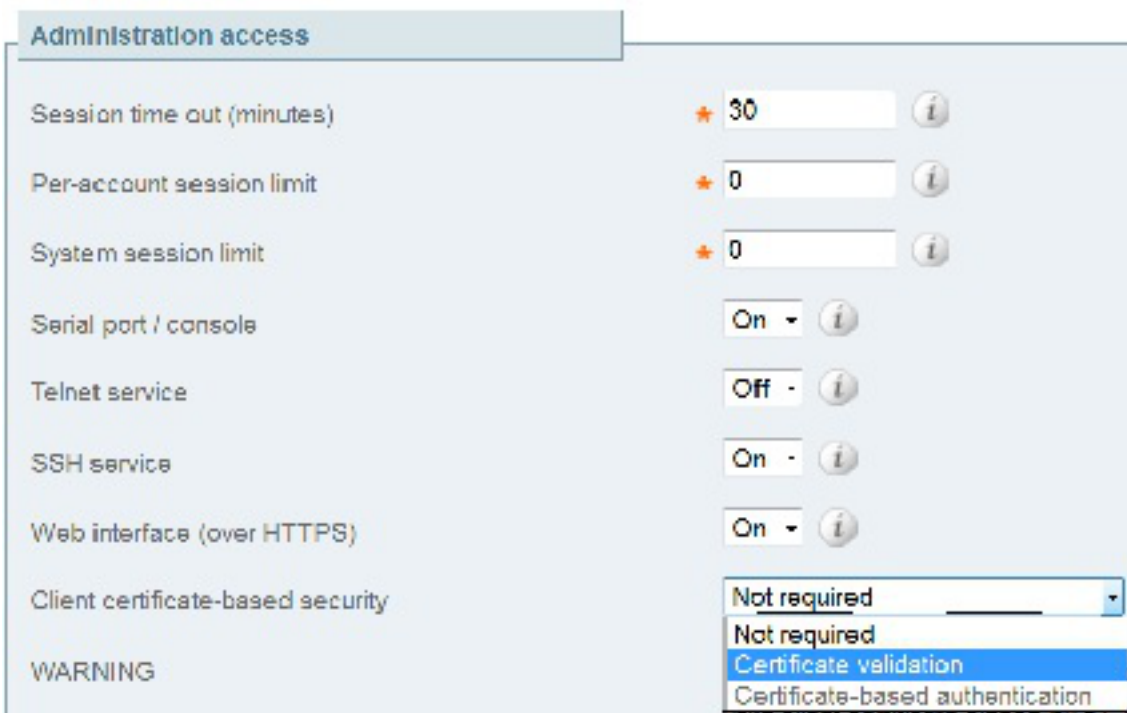 Administration access
Session time out (minutes) * 30 i
Per-account session limit * 0 i
System session limit * 0 i
Serial port / console On i
Telnet service Off i
SSH service On i
Web interface (over HTTPS) On i
Client certificate-based security Not required
Not required
WARNING Certificate validation
Certificate-based authentication